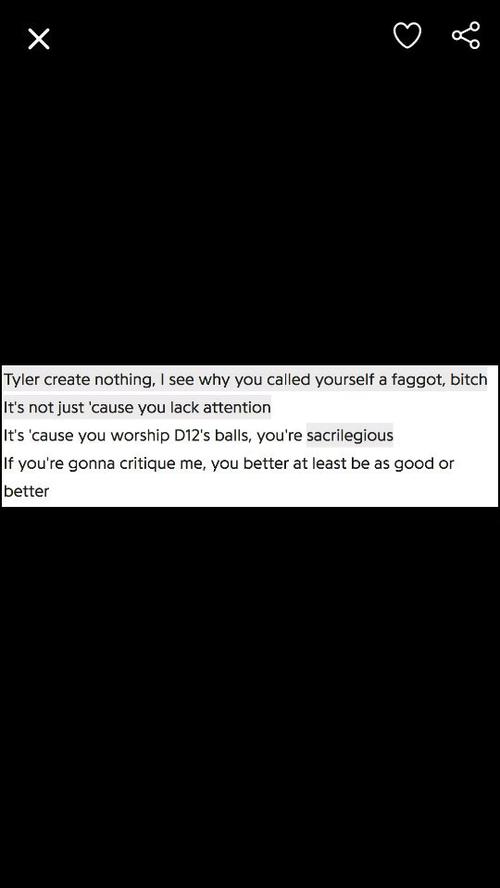 Tyler create nothing, I see why you called yourself a faggot, bitch
It's not just 'cause you lack attention
It's 'cause you worship D12's balls, you're sacrilegious
If you're gonna critique me, you better at least be as good or
better